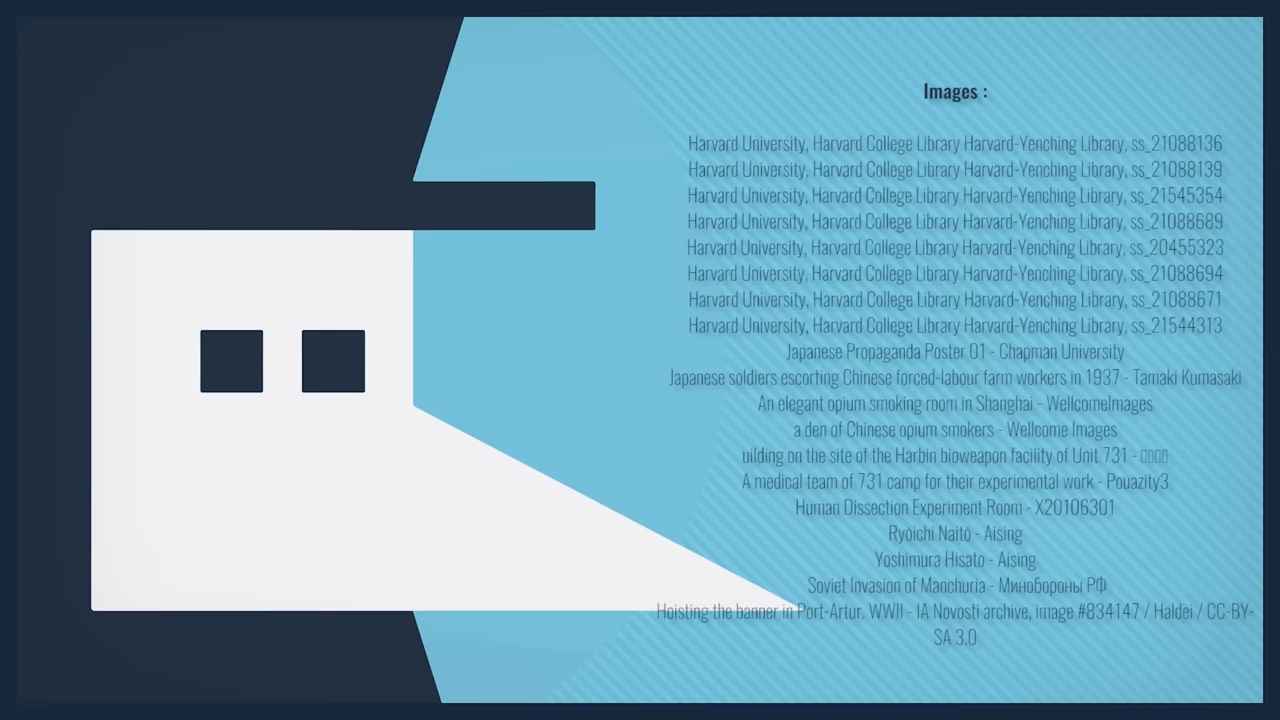 Images :
Harvard University, Harvard College Library Harvard-Yenching Library, ss_21088136
Harvard University, Harvard College Library Harvard-Yenching Library, ss_21088139
Harvard University, Harvard College Library Harvard-Yenching Library, ss_21545354
Harvard University, Harvard College Library Harvard-Yenching Library, ss_21088689
Harvard University, Harvard College Library Harvard-Yenching Library, ss_20455323
Harvard University, Harvard College Library Harvard-Yenching Library, ss_21088694
Harvard University, Harvard College Library Harvard-Yenching Library, ss_21088671
Harvard University, Harvard College Library Harvard-Yenching Library, ss_21544313
Japanese Propaganda Poster 01 - Chapman University
Japanese soldiers escorting Chinese forced-labour farm workers in 1937 - Tamaki Kumasaki
An elegant opium smoking room in Shanghai - WellcomeImages
a den of Chinese opium smokers - Wellcome Images
uilding on the site of the Harbin bioweapon facility of Unit 731 - 
A medical team of 731 camp for their experimental work - Pouazity3
Human Dissection Experiment Room - X20106301
Ryōichi Naitō - Aising
Yoshimura Hisato - Aising
Soviet Invasion of Manchuria - Минобороны РФ
Hoisting the banner in Port-Artur. WWII - IA Novosti archive, image #834147 / Haldei / CC-BY-
SA 3.0